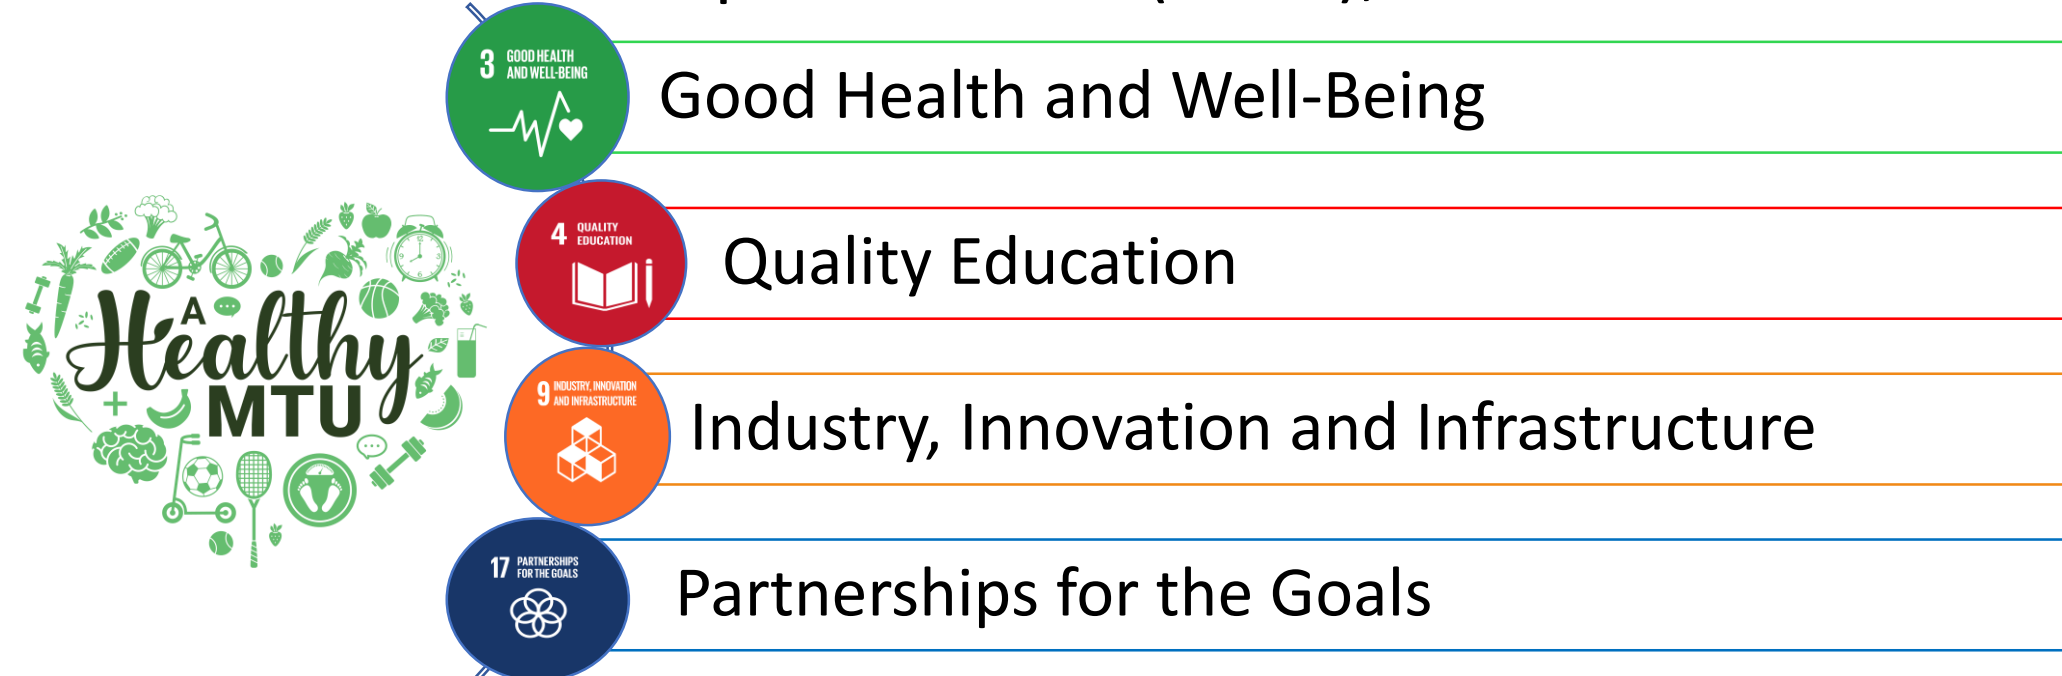 3 GOOD HEALTH
AND WELL-BEING
Good Health and Well-Being
4 QUALITY
EDUCATION
Quality Education
A
Healthy
MTU
9 INDUSTRY, INNOVATION
AND INFRASTRUCTURE
Industry, Innovation and Infrastructure
17 PARTNERSHIPS
FOR THE GOALS
Partnerships for the Goals